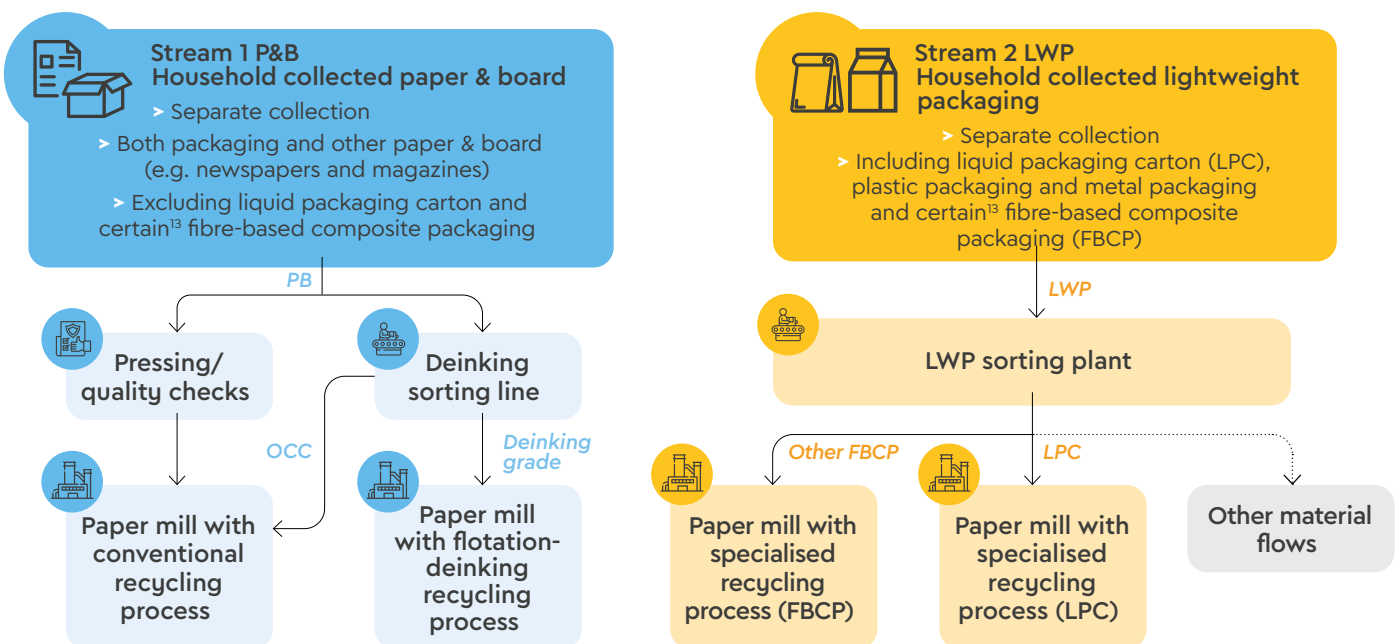 Stream 1 P&B
Household collected paper & board
> Separate collection
> Both packaging and other paper & board
(e.g. newspapers and magazines)
> Excluding liquid packaging carton and
certain¹³ fibre-based composite packaging
PB
Pressing/
quality checks
Deinking
sorting line
OCC
Deinking
grade
Paper mill with
conventional
recycling
process
Paper mill
with flotation-
deinking
recycling
process
Stream 2 LWP
Household collected lightweight
packaging
> Separate collection
> Including liquid packaging carton (LPC),
plastic packaging and metal packaging
and certain¹³ fibre-based composite
packaging (FBCP)
LWP
LWP sorting plant
Other FBCP
LPC
Paper mill with
specialised
recycling
process (FBCP)
Paper mill with
specialised
recycling
process (LPC)
Other material
flows